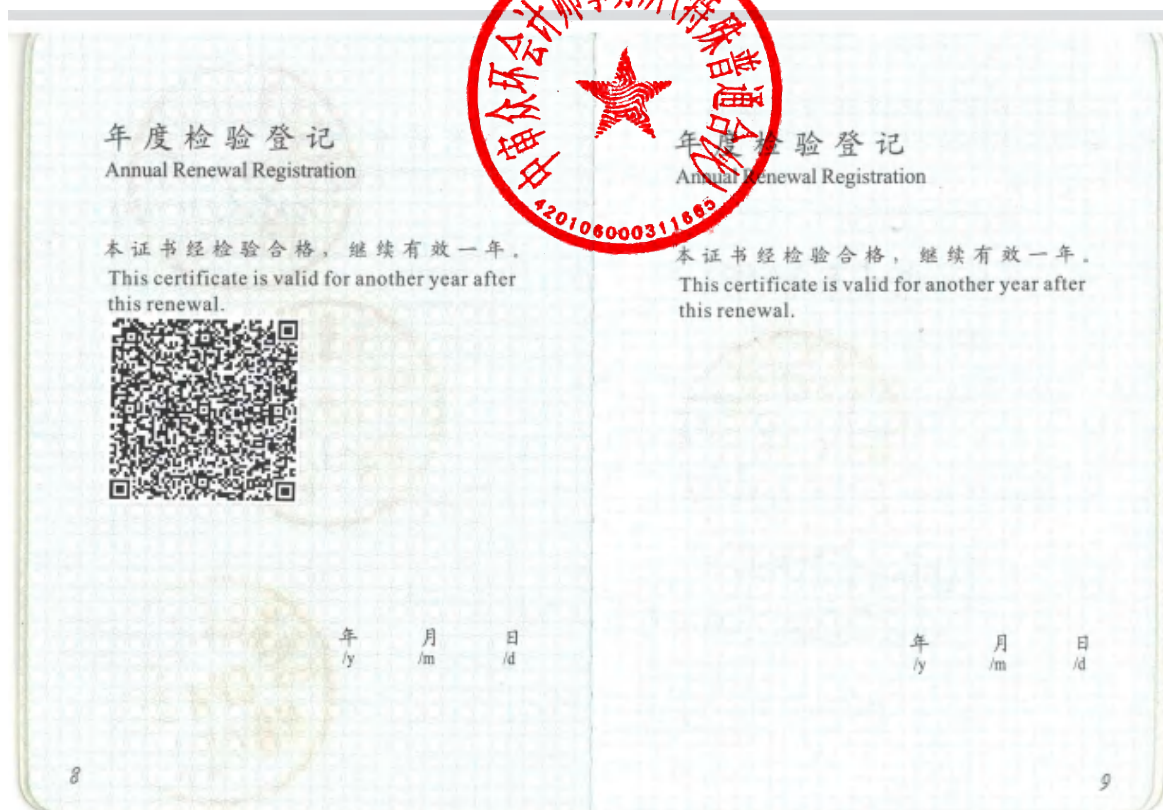 中审众环会计师事务所(特殊普通合伙)
4201060003116
年度检验登记
Annual Renewal Registration
本证书经检验合格，继续有效一年。
This certificate is valid for another year after
this renewal.
年 月 日
/y /m /d
8
年度检验登记
Annual Renewal Registration
本证书经检验合格，继续有效一年。
This certificate is valid for another year after
this renewal.
年 月 日
/y /m /d
9